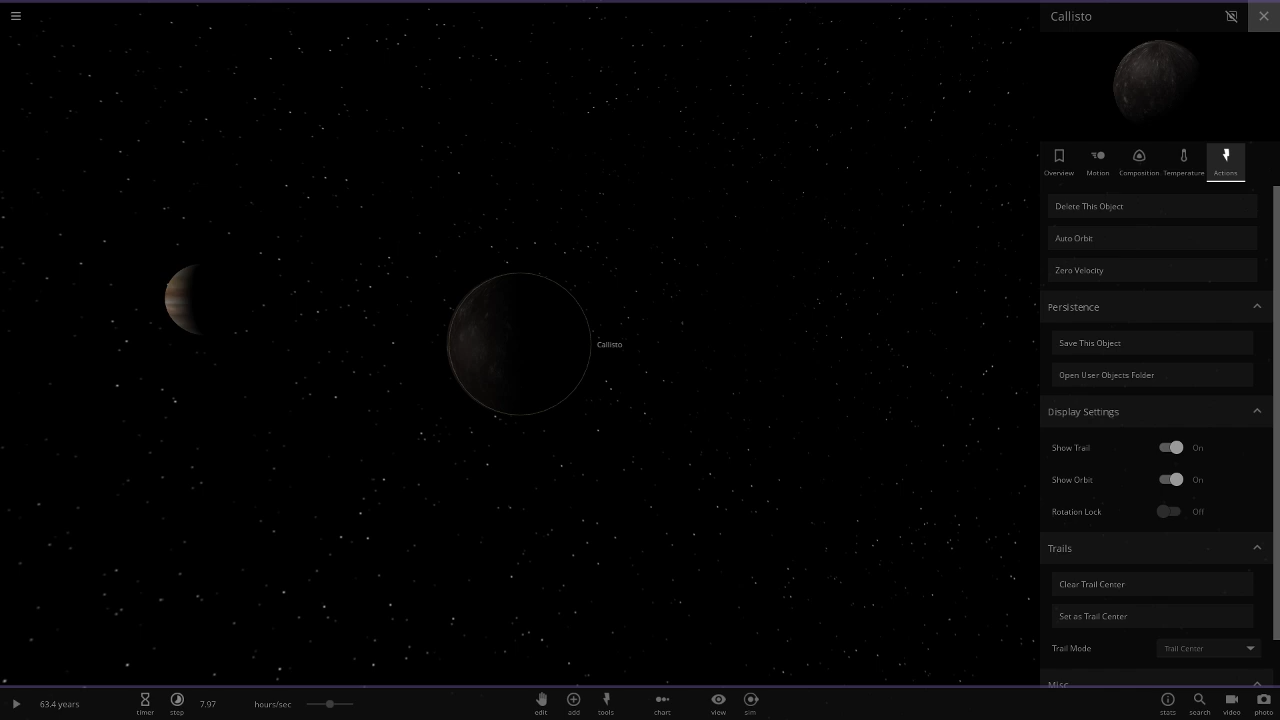 Callisto
Overview Motion Composition Temperature Actions
Delete This Object
Auto Orbit
Zero Velocity
Persistence
Save This Object
Open User Objects Folder
Display Settings
Show Trail On
Show Orbit On
Rotation Lock Off
Trails
Clear Trail Center
Set as Trail Center
Trail Mode Trail Center
Misc
Callisto
63.4 years
timer
step
7.97
hours/sec
edit
add
tools
chart
view
sim
stats
search
video
photo